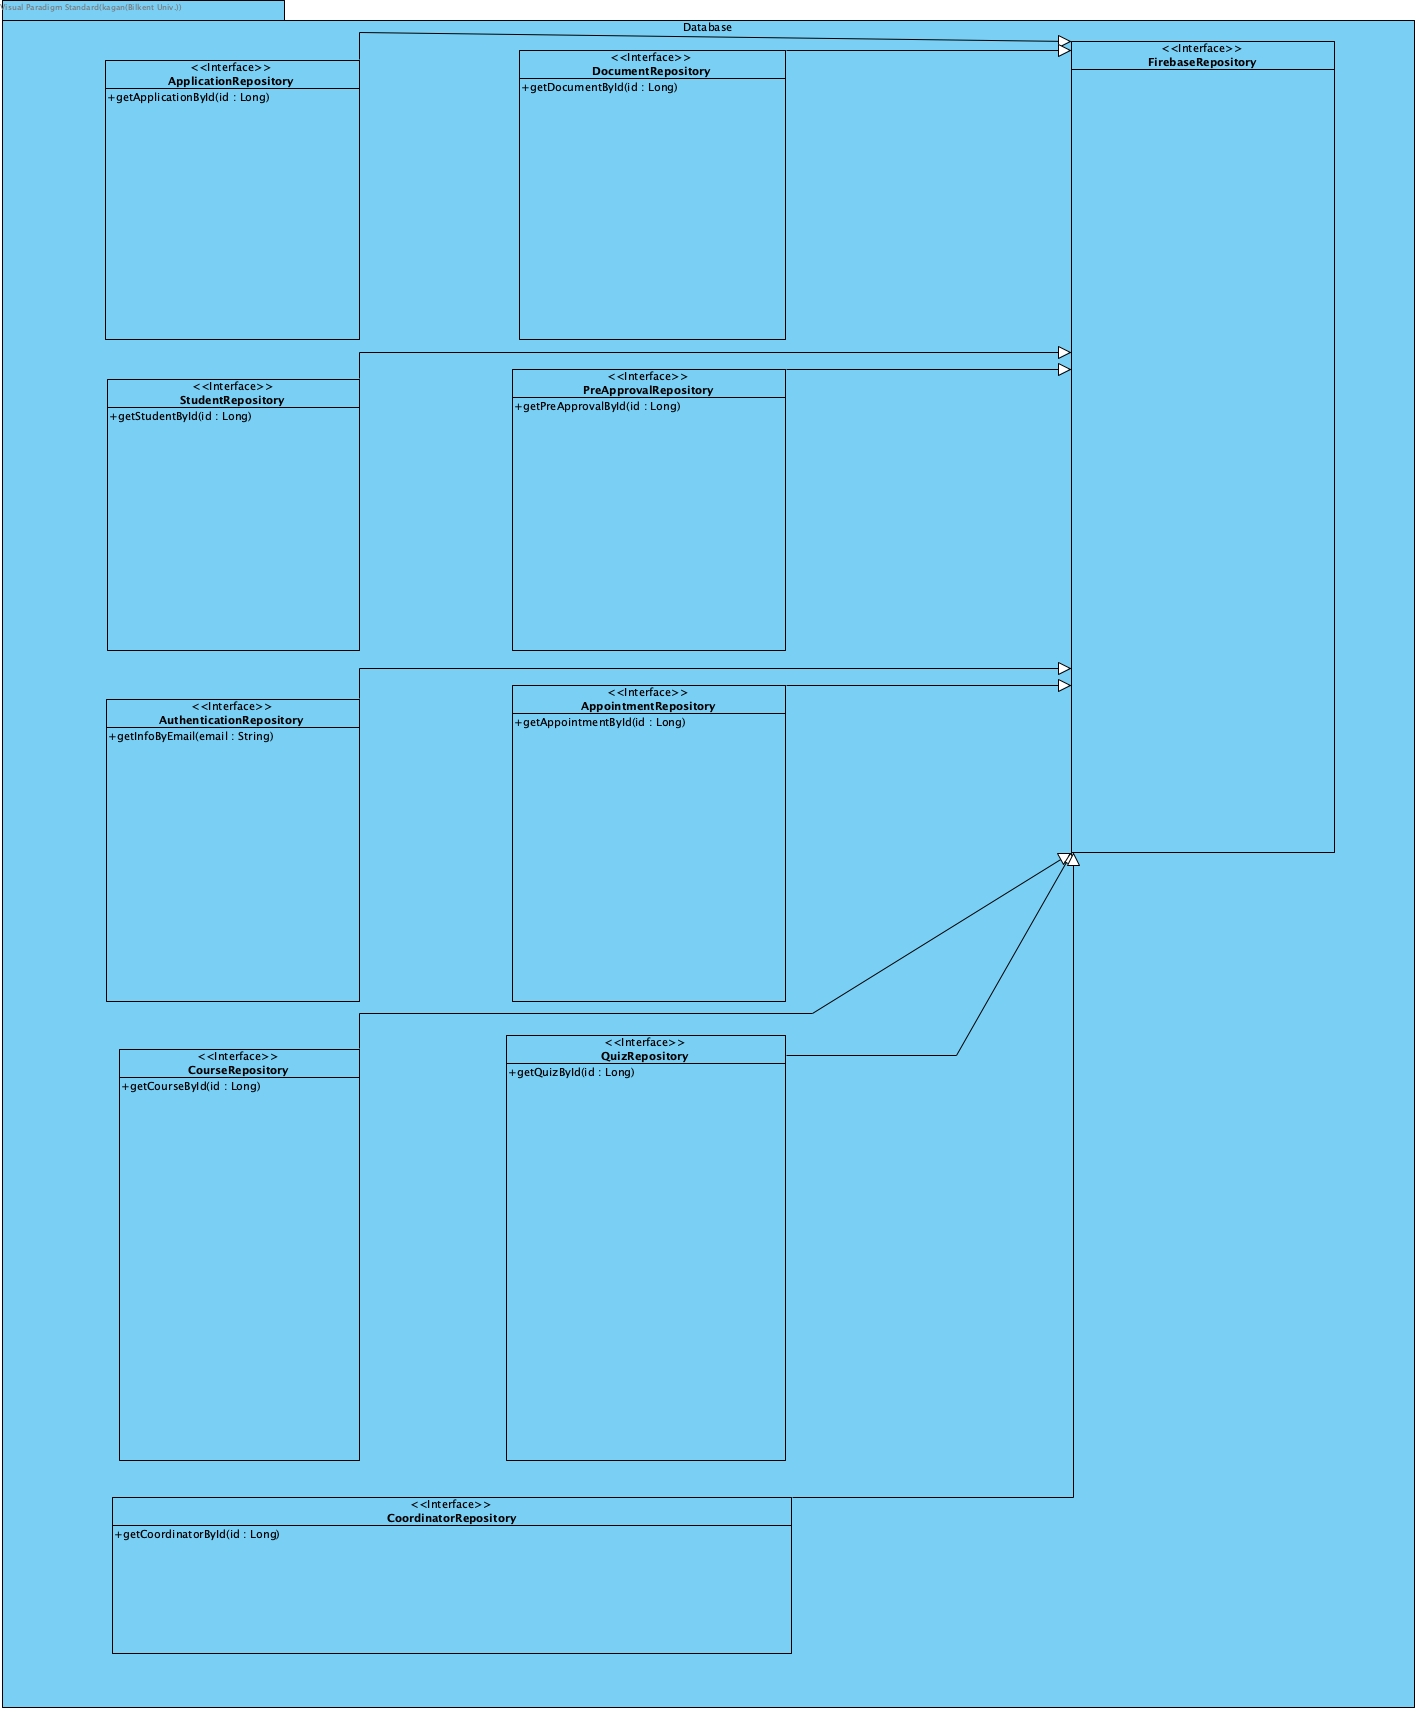 Visual Paradigm Standard(kagan(Bilkent Univ.))
Database
<<Interface>>
ApplicationRepository
+getApplicationById(id : Long)
<<Interface>>
DocumentRepository
+getDocumentById(id : Long)
<<Interface>>
FirebaseRepository
<<Interface>>
StudentRepository
+getStudentById(id : Long)
<<Interface>>
PreApprovalRepository
+getPreApprovalById(id : Long)
<<Interface>>
AuthenticationRepository
+getInfoByEmail(email : String)
<<Interface>>
AppointmentRepository
+getAppointmentById(id : Long)
<<Interface>>
CourseRepository
+getCourseById(id : Long)
<<Interface>>
QuizRepository
+getQuizById(id : Long)
<<Interface>>
CoordinatorRepository
+getCoordinatorById(id : Long)